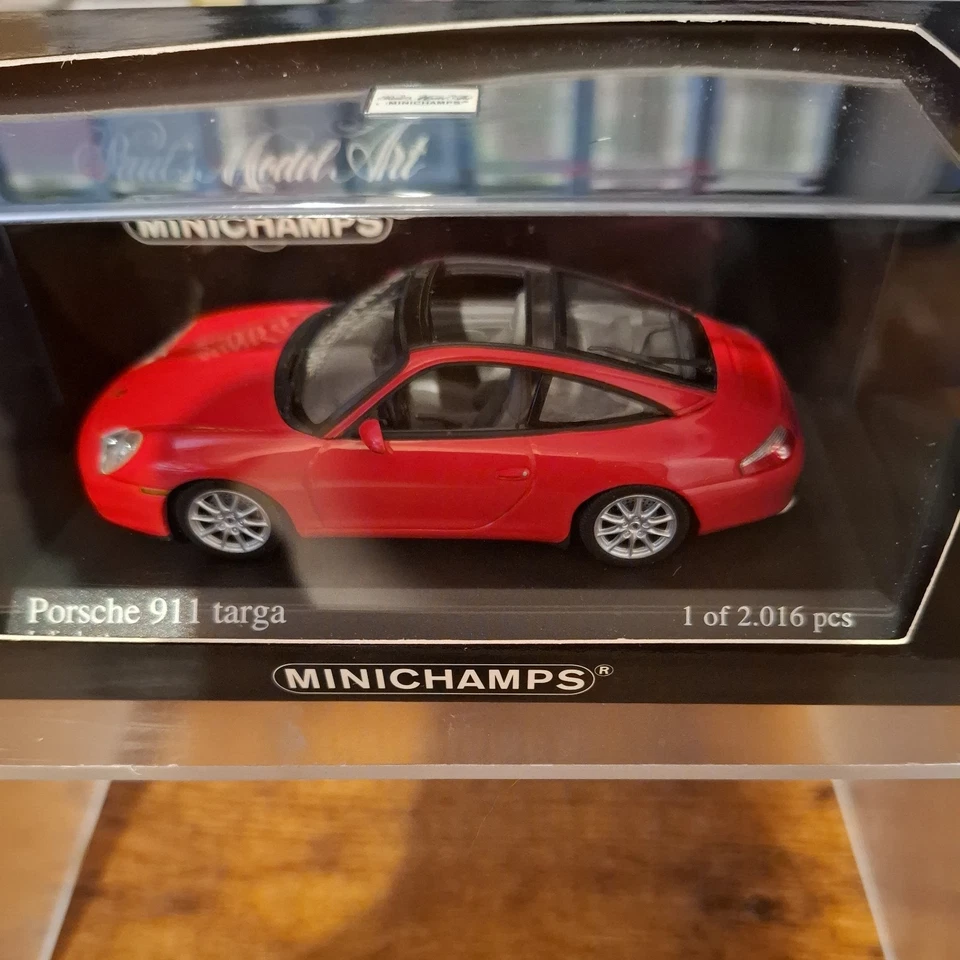 MINICHAMPS
Paul's Model Art
MINICHAMPS
Porsche 911 targa
1 of 2.016 pcs
MINICHAMPS®